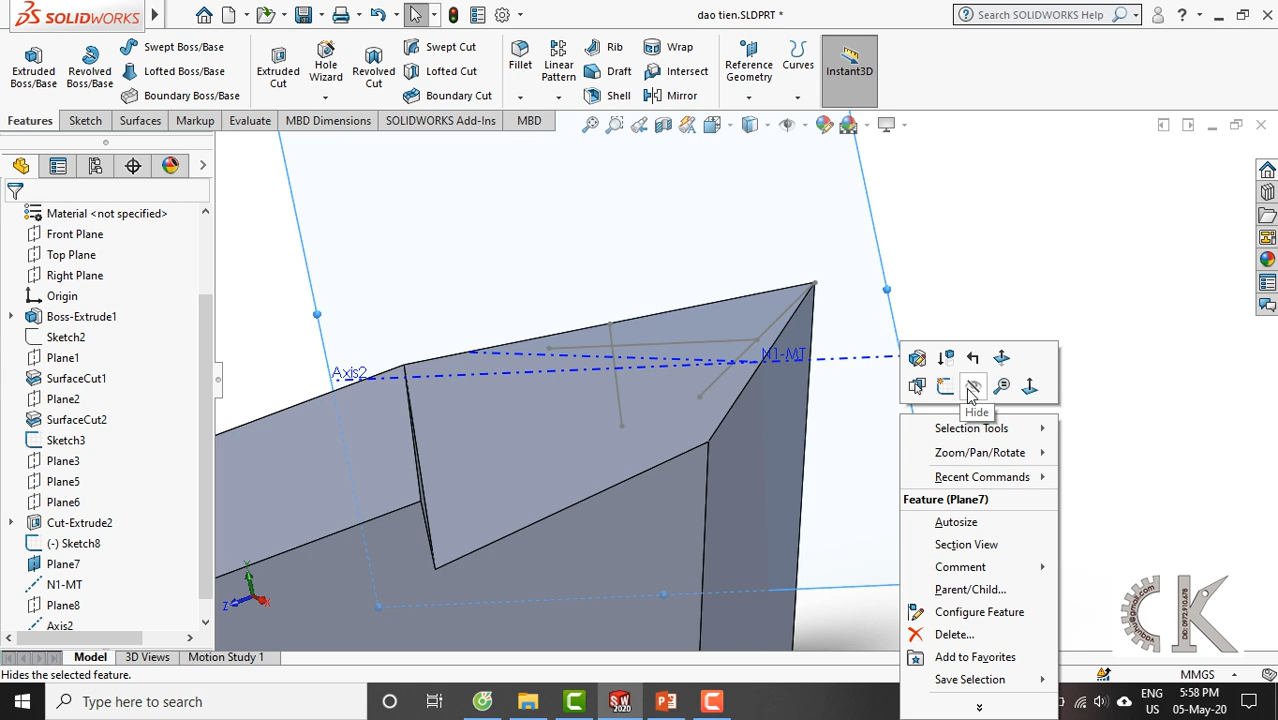 SOLIDWORKS
dao tien.SLDPRT *
Search SOLIDWORKS Help
Extruded Boss/Base
Revolved Boss/Base
Swept Boss/Base
Lofted Boss/Base
Boundary Boss/Base
Extruded Cut
Hole Wizard
Revolved Cut
Swept Cut
Lofted Cut
Boundary Cut
Fillet
Linear Pattern
Rib
Draft
Shell
Wrap
Intersect
Mirror
Reference Geometry
Curves
Instant3D
Features
Sketch
Surfaces
Markup
Evaluate
MBD Dimensions
SOLIDWORKS Add-Ins
MBD
Material <not specified>
Front Plane
Top Plane
Right Plane
Origin
Boss-Extrude1
Sketch2
Plane1
SurfaceCut1
Plane2
SurfaceCut2
Sketch3
Plane3
Plane5
Plane6
Cut-Extrude2
(-) Sketch8
Plane7
N1-MT
Plane8
Axis2
Axis2
N1-MT
Y
Z
X
Hide
Selection Tools
Zoom/Pan/Rotate
Recent Commands
Feature (Plane7)
Autosize
Section View
Comment
Parent/Child...
Configure Feature
Delete...
Add to Favorites
Save Selection
Model
3D Views
Motion Study 1
Hides the selected feature.
MMGS
Type here to search
SW
2020
ENG
US
5:58 PM
05-May-20